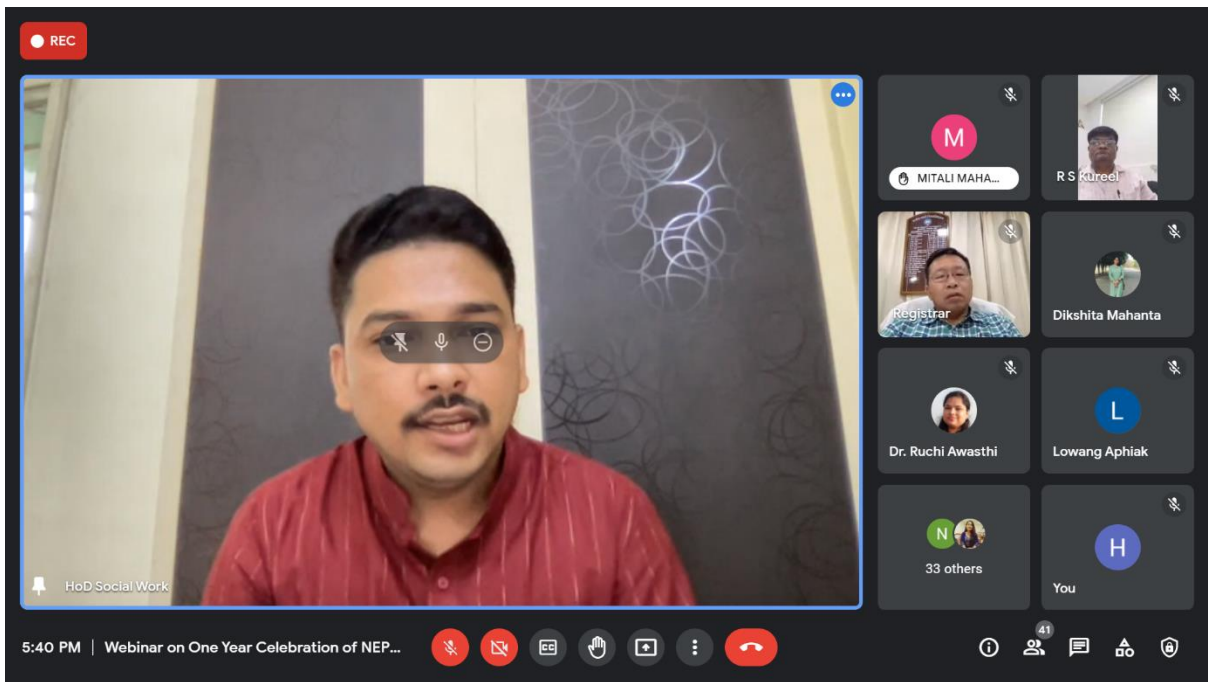 REC
M
MITALI MAHA...
R S Kureel
Registrar
Dikshita Mahanta
Dr. Ruchi Awasthi
L
Lowang Aphiak
N
33 others
H
You
HoD Social Work
5:40 PM | Webinar on One Year Celebration of NEP...
CC
41